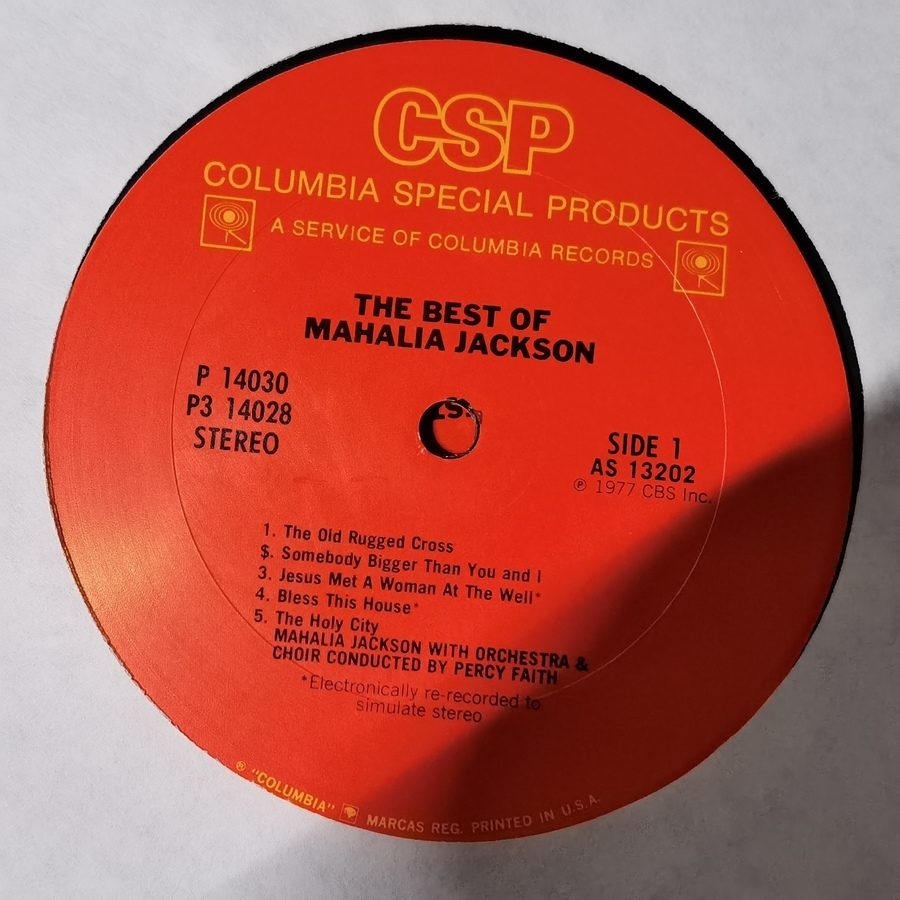 CSP
COLUMBIA SPECIAL PRODUCTS
A SERVICE OF COLUMBIA RECORDS
THE BEST OF
MAHALIA JACKSON
P 14030
P3 14028
STEREO
SIDE 1
AS 13202
℗ 1977 CBS Inc.
1. The Old Rugged Cross
$. Somebody Bigger Than You and I
3. Jesus Met A Woman At The Well*
4. Bless This House*
5. The Holy City
MAHALIA JACKSON WITH ORCHESTRA &
CHOIR CONDUCTED BY PERCY FAITH
*Electronically re-recorded to
simulate stereo
® "COLUMBIA" MARCAS REG. PRINTED IN U.S.A.